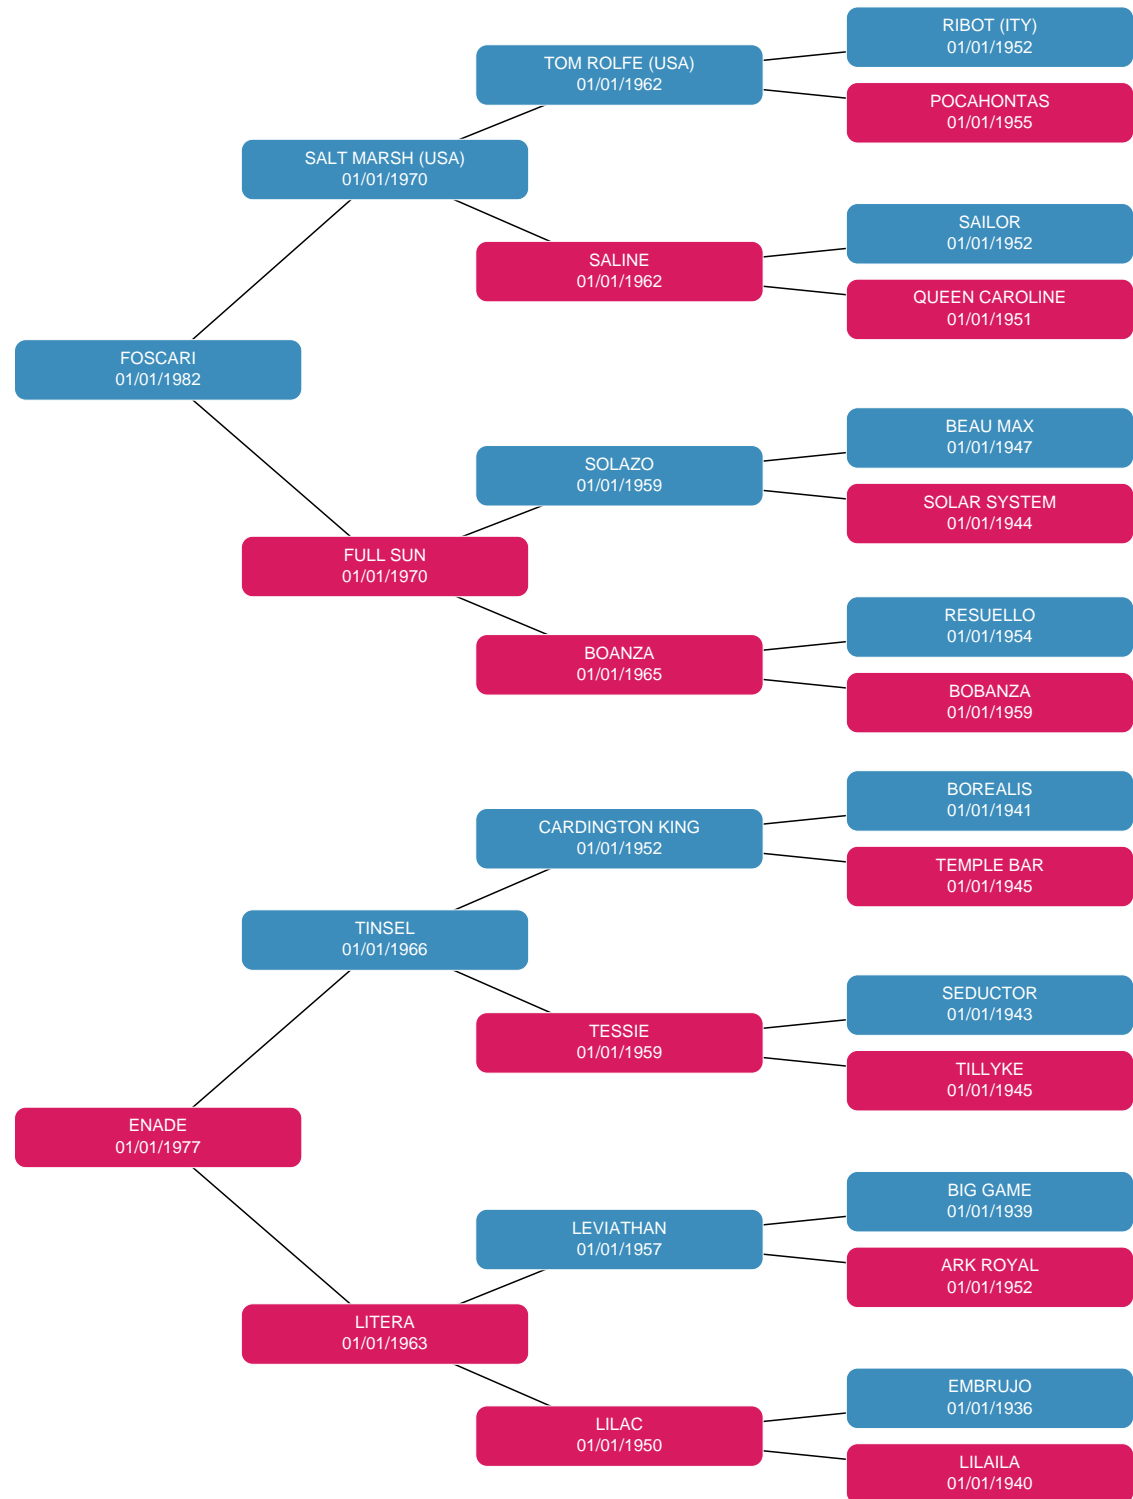 RIBOT (ITY)
01/01/1952
TOM ROLFE (USA)
01/01/1962
POCAHONTAS
01/01/1955
SALT MARSH (USA)
01/01/1970
SAILOR
01/01/1952
SALINE
01/01/1962
QUEEN CAROLINE
01/01/1951
FOSCARI
01/01/1982
BEAU MAX
01/01/1947
SOLAZO
01/01/1959
SOLAR SYSTEM
01/01/1944
FULL SUN
01/01/1970
RESUELLO
01/01/1954
BOANZA
01/01/1965
BOBANZA
01/01/1959
BOREALIS
01/01/1941
CARDINGTON KING
01/01/1952
TEMPLE BAR
01/01/1945
TINSEL
01/01/1966
SEDUCTOR
01/01/1943
TESSIE
01/01/1959
TILLYKE
01/01/1945
ENADE
01/01/1977
BIG GAME
01/01/1939
LEVIATHAN
01/01/1957
ARK ROYAL
01/01/1952
LITERA
01/01/1963
EMBRUJO
01/01/1936
LILAC
01/01/1950
LILAILA
01/01/1940